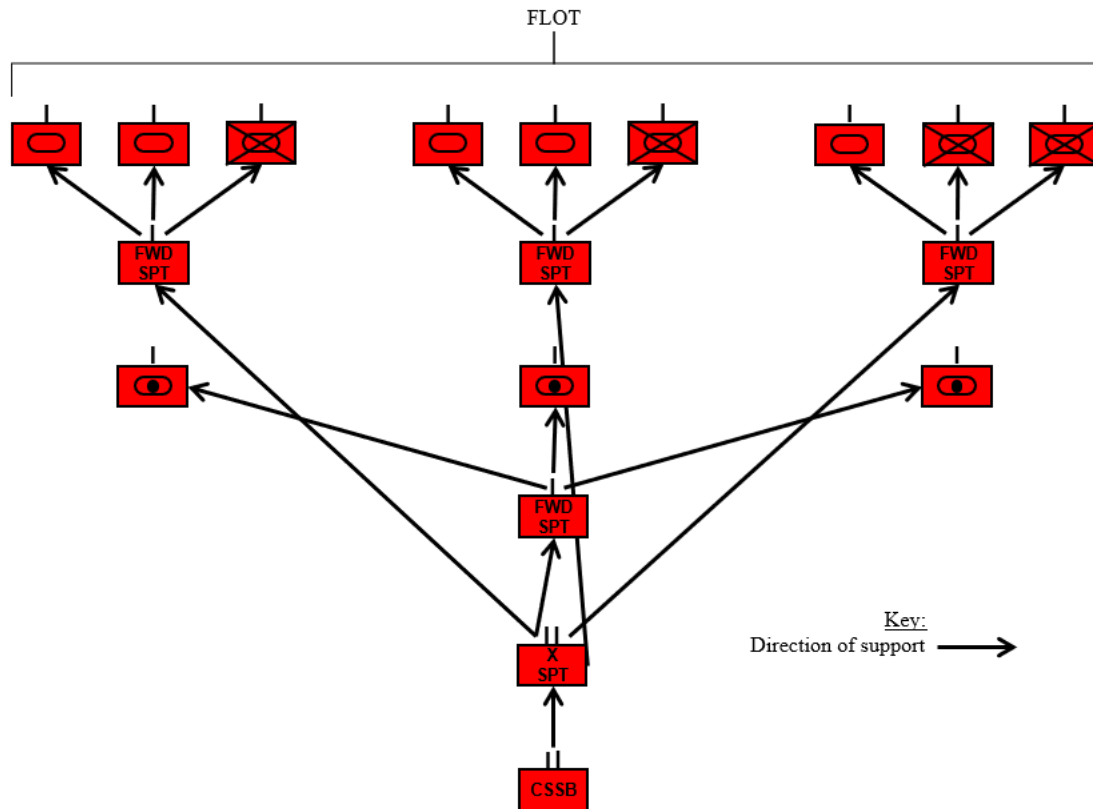 FLOT
FWD
SPT
FWD
SPT
FWD
SPT
FWD
SPT
X
SPT
Key:
Direction of support
CSSB